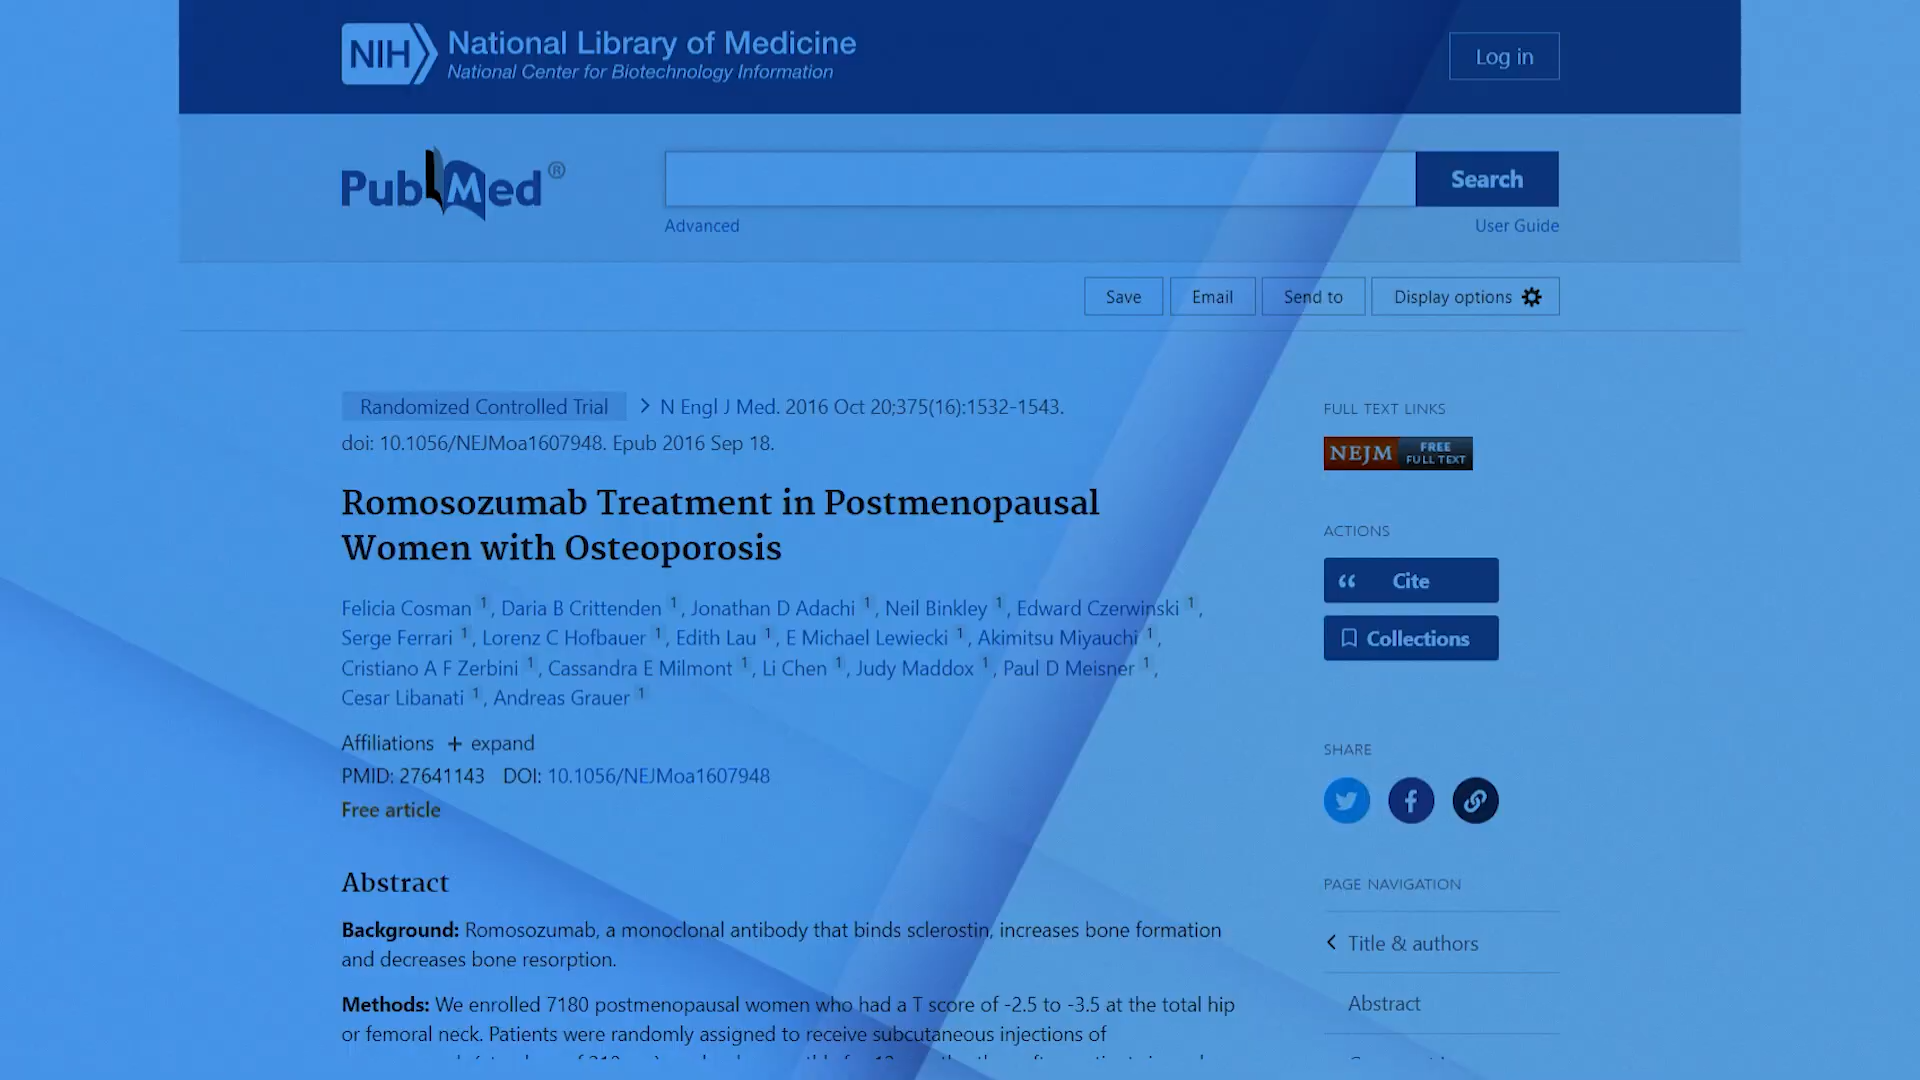 NIH National Library of Medicine
National Center for Biotechnology Information
Log in
PubMed®
Search
Advanced
User Guide
Save
Email
Send to
Display options
Randomized Controlled Trial > N Engl J Med. 2016 Oct 20;375(16):1532-1543.
doi: 10.1056/NEJMoa1607948. Epub 2016 Sep 18.
Romosozumab Treatment in Postmenopausal
Women with Osteoporosis
Felicia Cosman 1, Daria B Crittenden 1, Jonathan D Adachi 1, Neil Binkley 1, Edward Czerwinski 1,
Serge Ferrari 1, Lorenz C Hofbauer 1, Edith Lau 1, E Michael Lewiecki 1, Akimitsu Miyauchi 1,
Cristiano A F Zerbini 1, Cassandra E Milmont 1, Li Chen 1, Judy Maddox 1, Paul D Meisner 1,
Cesar Libanati 1, Andreas Grauer 1
Affiliations + expand
PMID: 27641143 DOI: 10.1056/NEJMoa1607948
Free article
Abstract
Background: Romosozumab, a monoclonal antibody that binds sclerostin, increases bone formation
and decreases bone resorption.
Methods: We enrolled 7180 postmenopausal women who had a T score of -2.5 to -3.5 at the total hip
or femoral neck. Patients were randomly assigned to receive subcutaneous injections of
FULL TEXT LINKS
NEJM FREE
FULL TEXT
ACTIONS
Cite
Collections
SHARE
PAGE NAVIGATION
Title & authors
Abstract